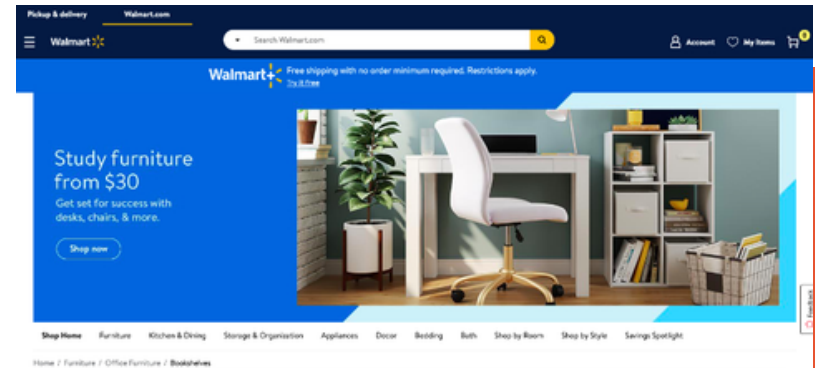 Pickup & delivery Walmart.com
Walmart Search Walmart.com Account My Items 0
Walmart+ Free shipping with no order minimum required. Restrictions apply.
Try it free
Study furniture
from $30
Get set for success with
desks, chairs, & more.
Shop now
Feedback
Shop Home Furniture Kitchen & Dining Storage & Organization Appliances Decor Bedding Bath Shop by Room Shop by Style Savings Spotlight
Home / Furniture / Office Furniture / Bookshelves